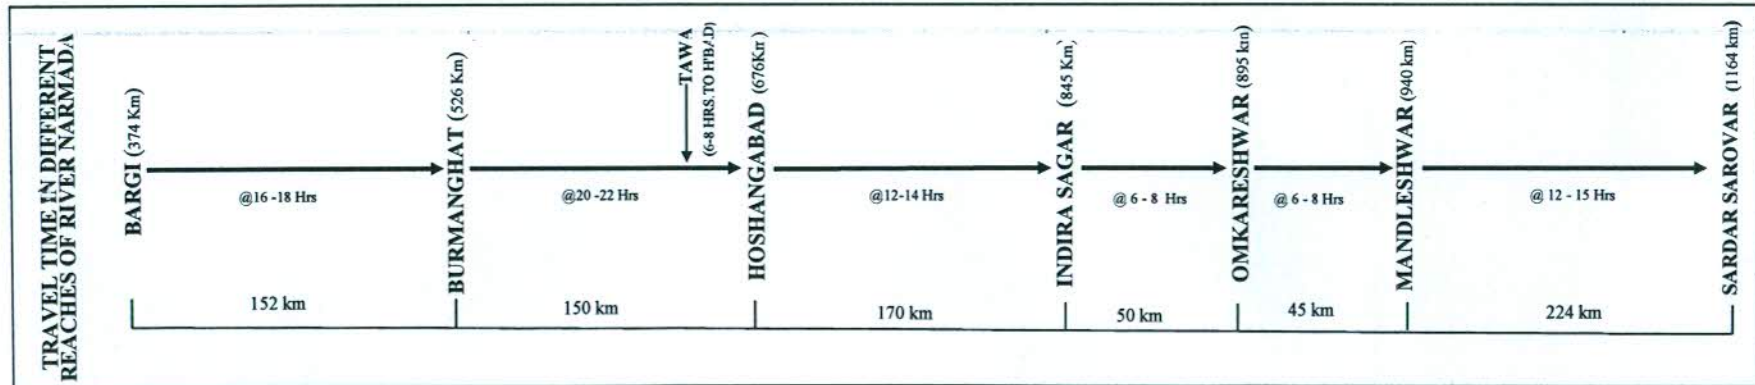 TRAVEL TIME IN DIFFERENT
REACHES OF RIVER NARMADA
BARGI (374 Km)
@16 -18 Hrs
BURMANGHAT (526 Km)
@20 -22 Hrs
TAWA
(6-8 HRS. TO H'BAD)
HOSHANGABAD (676Km)
@12-14 Hrs
INDIRA SAGAR (845 Km)
@ 6 - 8 Hrs
OMKARESHWAR (895 km)
@ 6 - 8 Hrs
MANDLESHWAR (940 km)
@ 12 - 15 Hrs
SARDAR SAROVAR (1164 km)
152 km
150 km
170 km
50 km
45 km
224 km